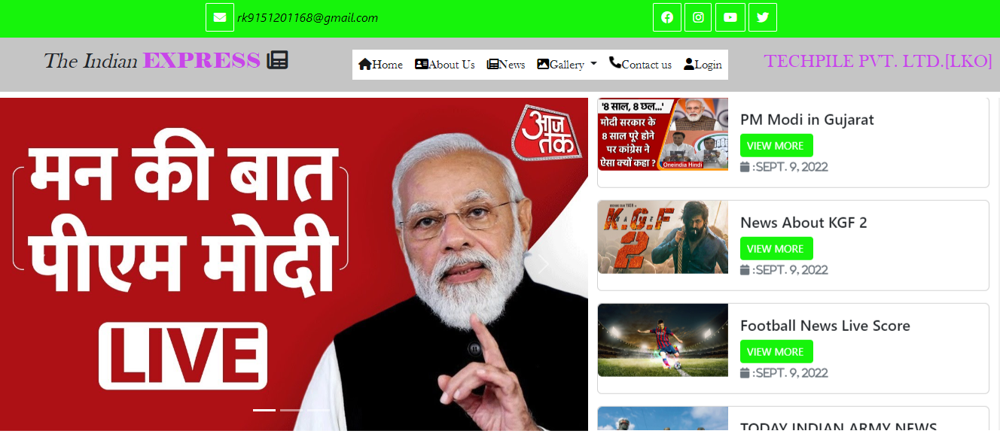 rk9151201168@gmail.com
The Indian EXPRESS
Home About Us News Gallery Contact us Login
TECHPILE PVT. LTD.[LKO]
आज
तक
मन की बात
पीएम मोदी
LIVE
'8 साल, 8 छल...'
मोदी सरकार के
8 साल पूरे होने
पर कांग्रेस ने
ऐसा क्यों कहा ?
Oneindia Hindi
PM Modi in Gujarat
VIEW MORE
:SEPT. 9, 2022
K.G.F
2
News About KGF 2
VIEW MORE
:SEPT. 9, 2022
Football News Live Score
VIEW MORE
:SEPT. 9, 2022
TODAY INDIAN ARMY NEWS